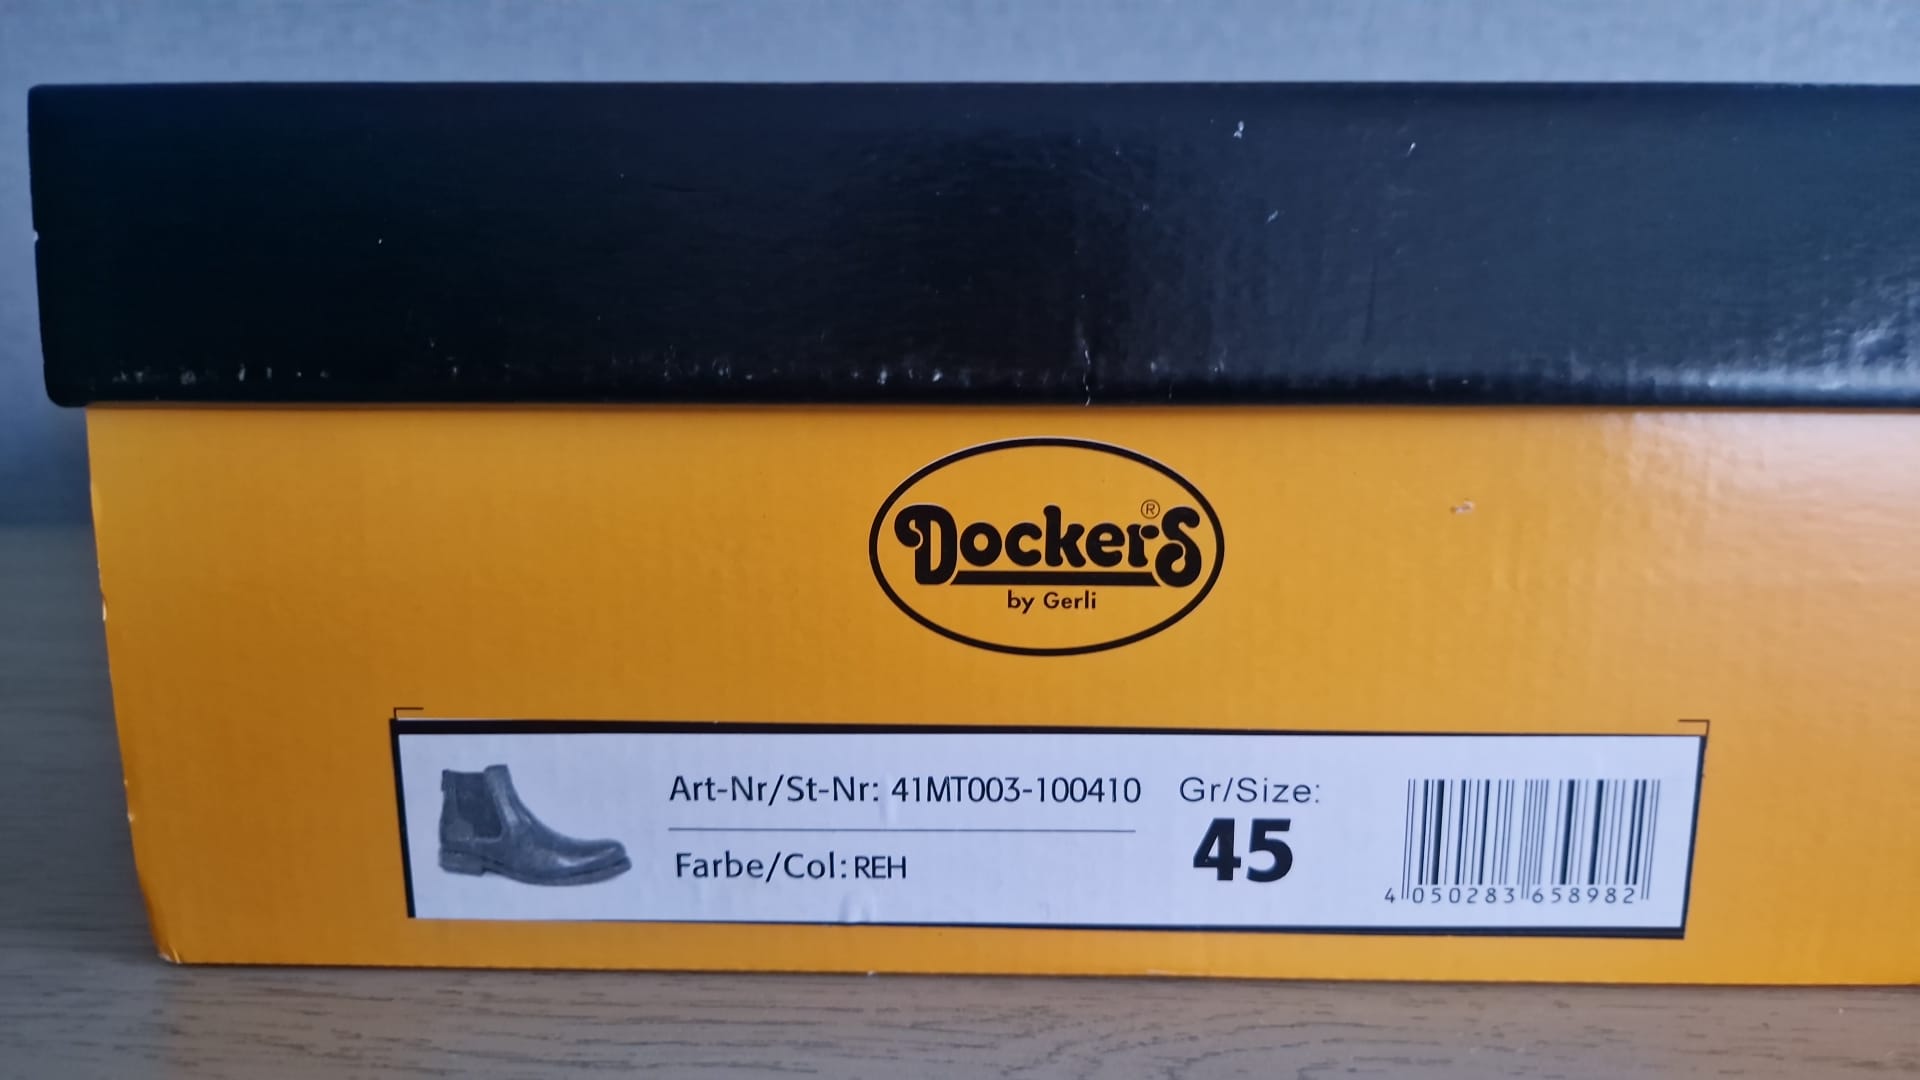 Dockers®
by Gerli
Art-Nr/St-Nr: 41MT003-100410
Farbe/Col: REH
Gr/Size:
45
4 050283 658982